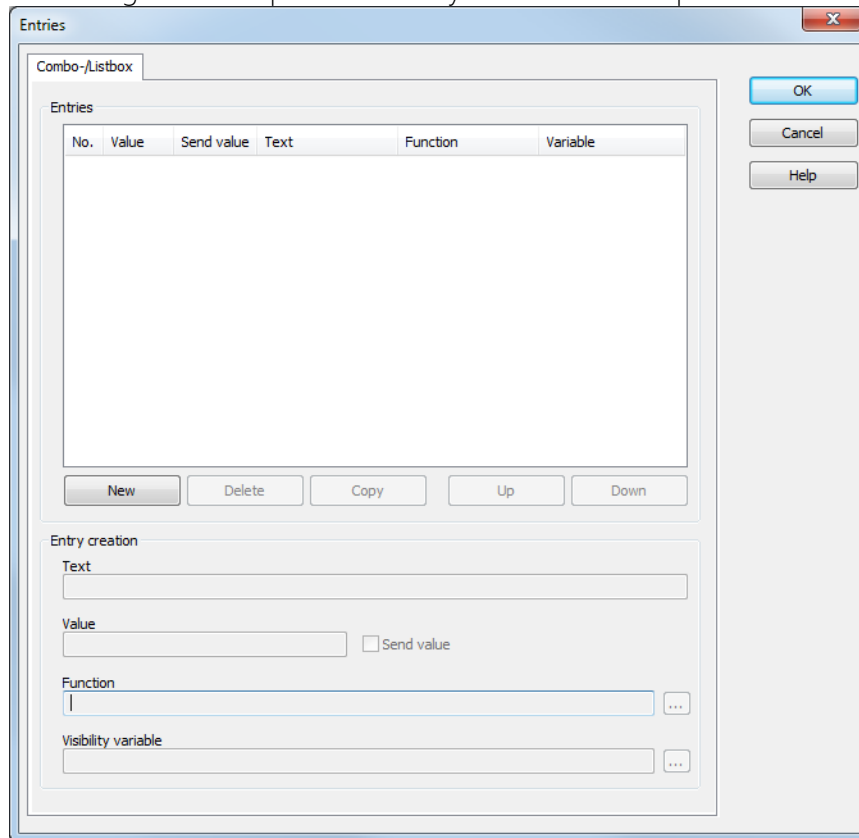 Entries
Combo-/Listbox
OK
Entries
Cancel
No. Value Send value Text Function Variable
Help
New Delete Copy Up Down
Entry creation
Text
Value
Send value
Function
...
Visibility variable
...